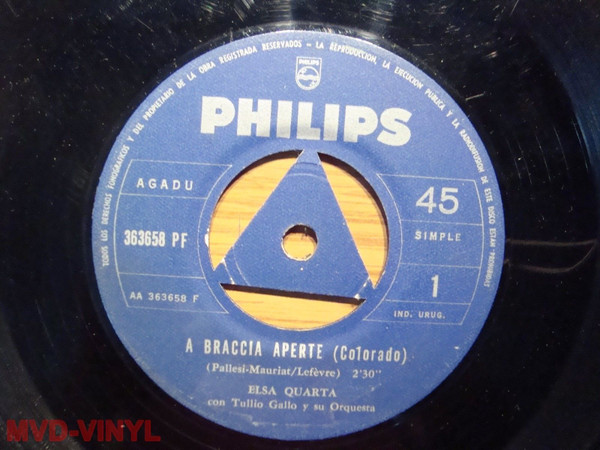 TODOS LOS DERECHOS FONOGRAFICOS Y DEL PROPIETARIO DE LA OBRA REGISTRADA RESERVADOS - LA REPRODUCCION, LA EJECUCION PUBLICA Y LA RADIODIFUSION DE ESTE DISCO ESTAN PROHIBIDAS
PHILIPS
PHILIPS
AGADU
45
363658 PF
SIMPLE
1
AA 363658 F
IND. URUG.
A BRACCIA APERTE (Colorado)
(Pallesi-Mauriat/Lefèvre) 2'30"
ELSA QUARTA
con Tullio Gallo y su Orquesta
MVD-VINYL